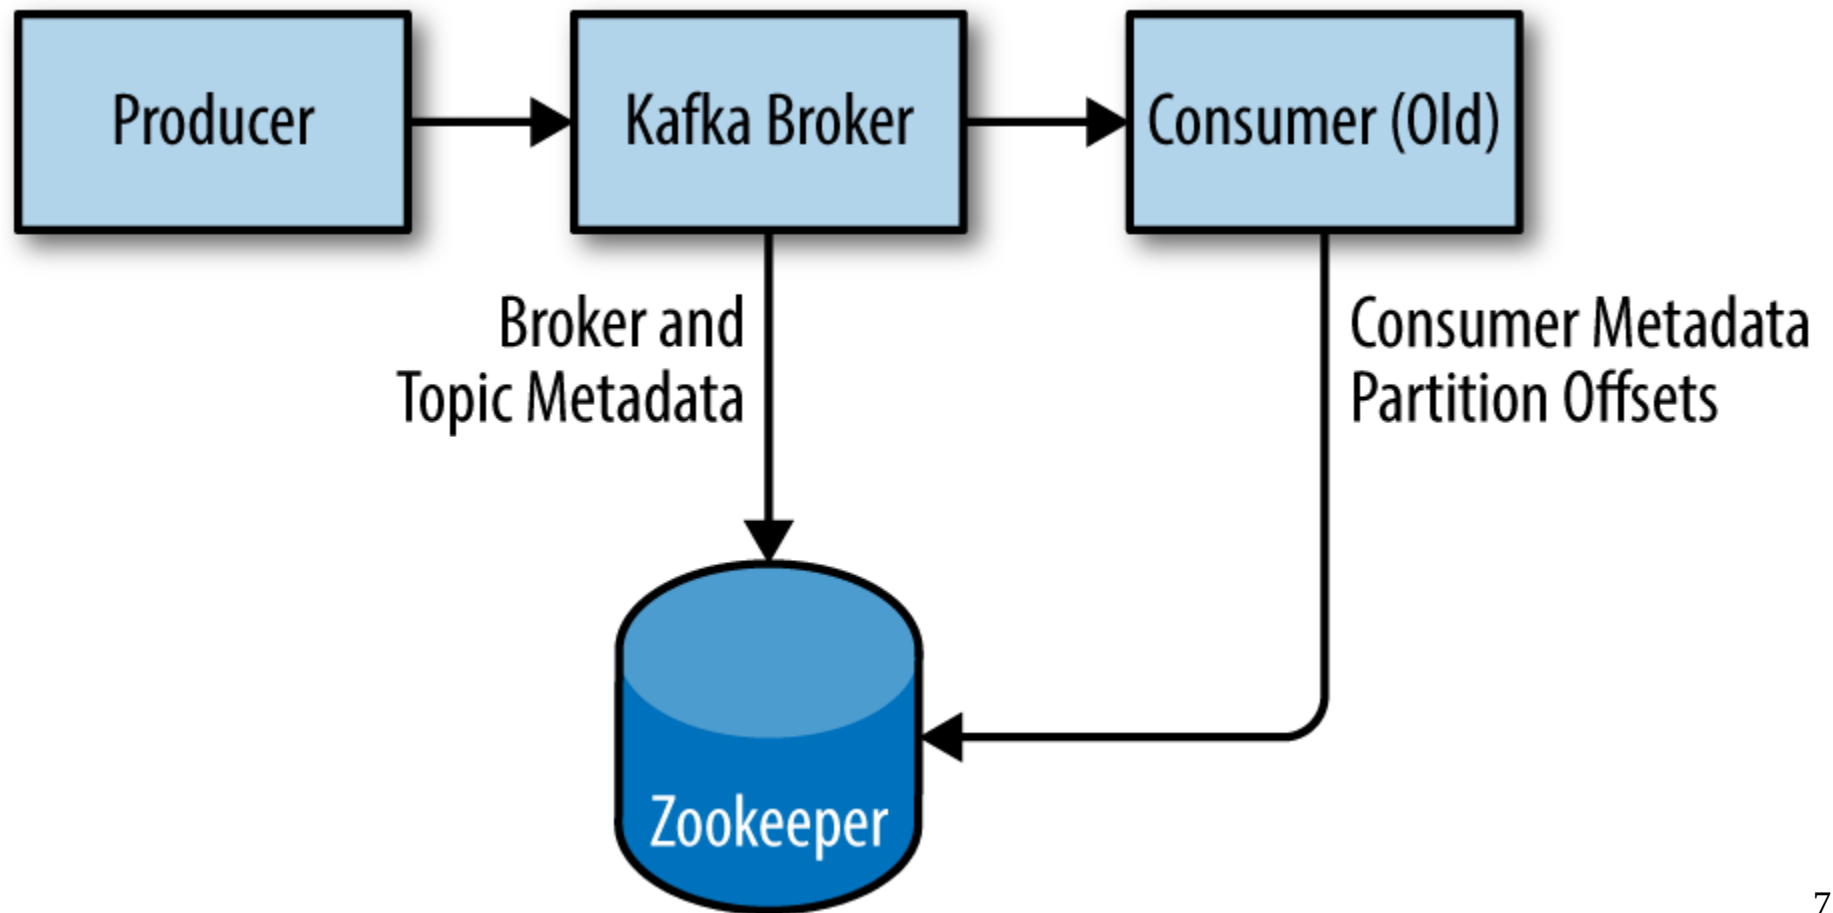 Producer
Kafka Broker
Consumer (Old)
Broker and
Topic Metadata
Consumer Metadata
Partition Offsets
Zookeeper
7